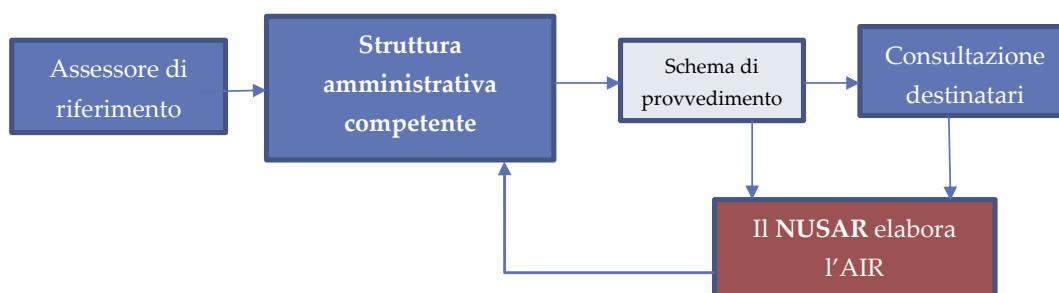 Assessore di
riferimento
Struttura
amministrativa
competente
Schema di
provvedimento
Consultazione
destinatari
Il NUSAR elabora
l’AIR